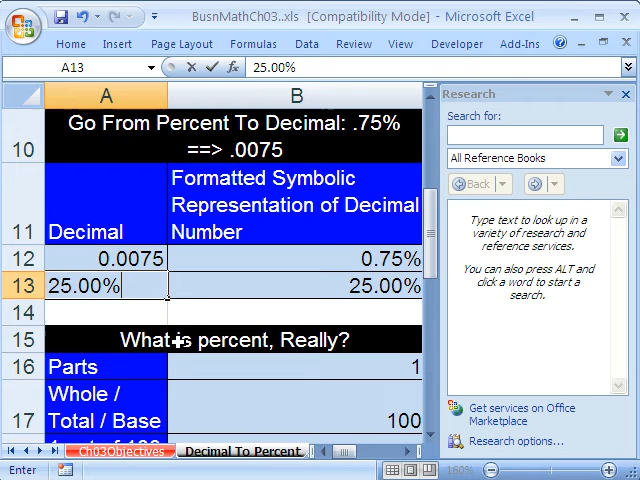 BusnMathCh03..xls [Compatibility Mode] - Microsoft Excel
Home Insert Page Layout Formulas Data Review View Developer Add-Ins
A13 fx 25.00%
A B
Research
Search for:
All Reference Books
Back
Type text to look up in a
variety of research and
reference services.
You can also press ALT and
click a word to start a
search.
Get services on Office
Marketplace
Research options...
10 Go From Percent To Decimal: .75%
==> .0075
11 Decimal Formatted Symbolic
Representation of Decimal
Number
12 0.0075 0.75%
13 25.00% 25.00%
14
15 What is percent, Really?
16 Parts 1
17 Whole /
Total / Base 100
Ch03Objectives Decimal To Percent
Enter 160%